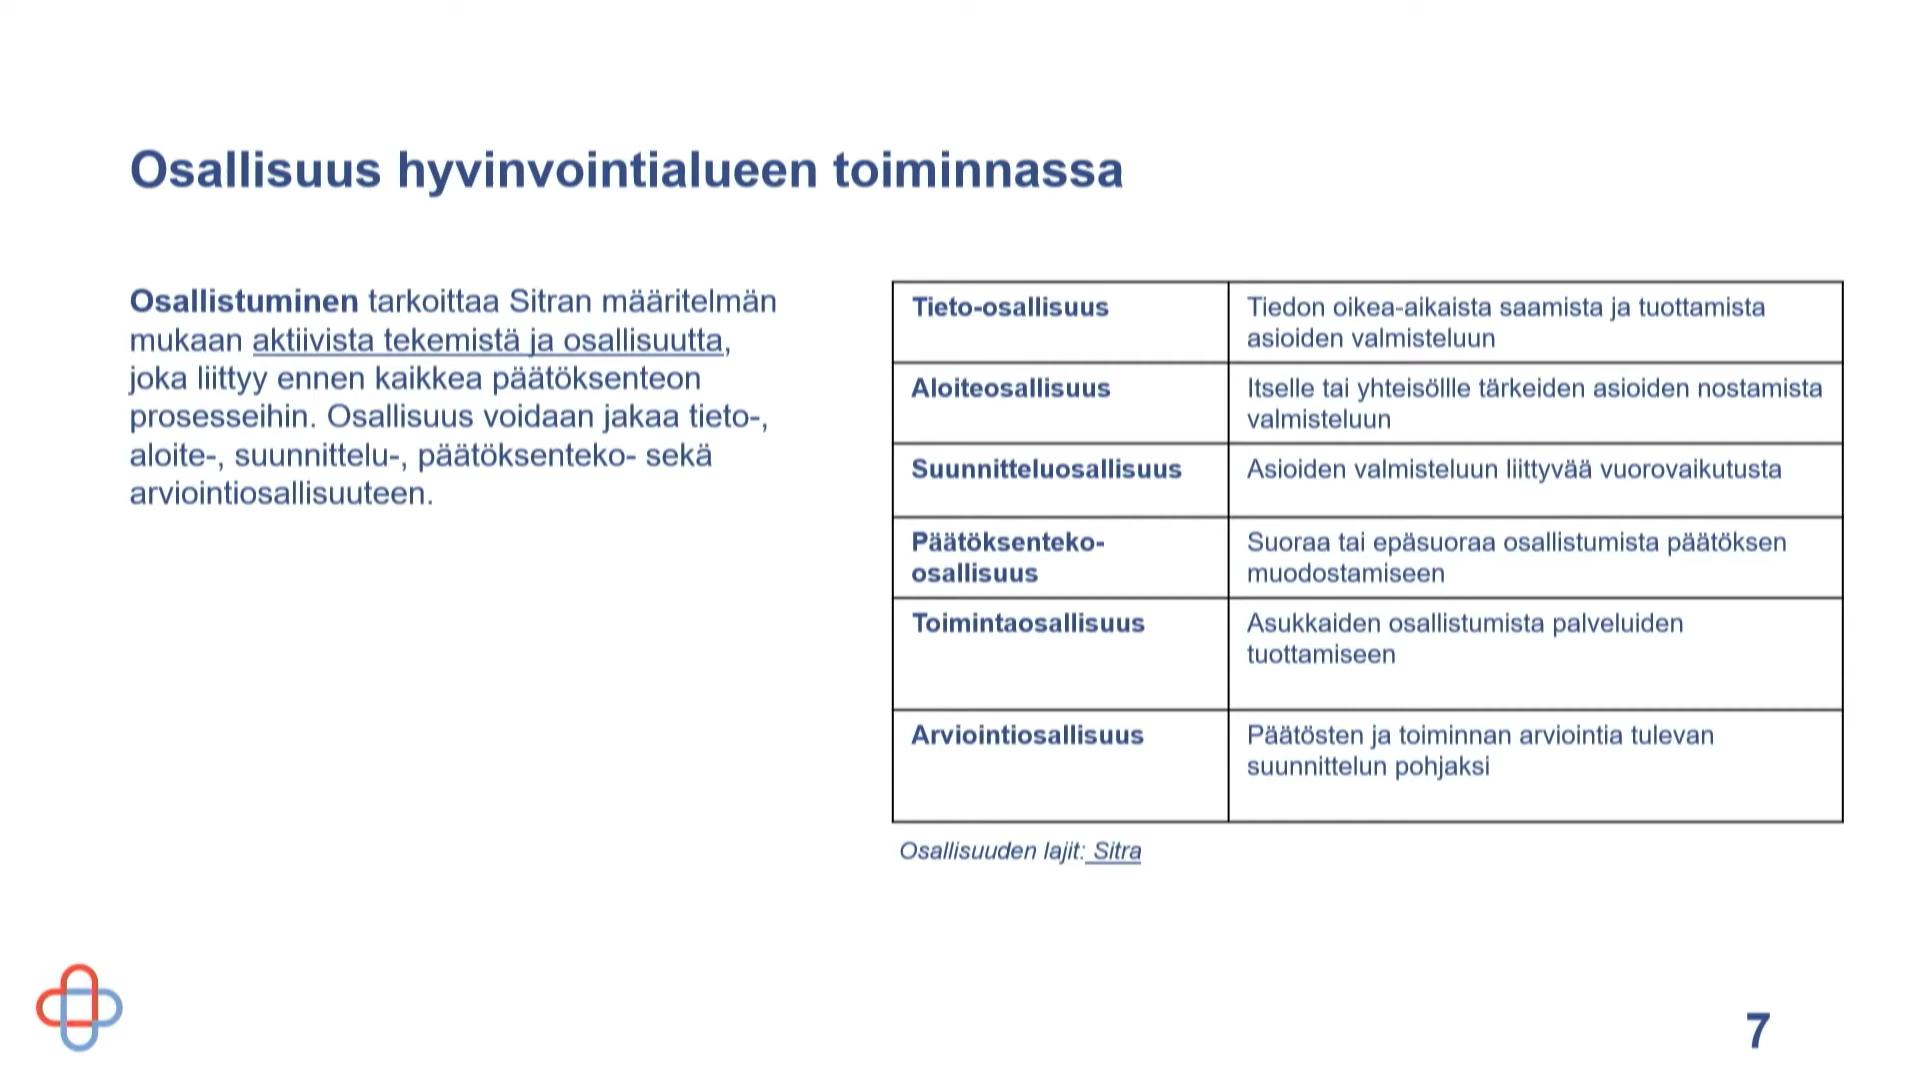 Osallisuus hyvinvointialueen toiminnassa
Osallistuminen tarkoittaa Sitran määritelmän
mukaan aktiivista tekemistä ja osallisuutta,
joka liittyy ennen kaikkea päätöksenteon
prosesseihin. Osallisuus voidaan jakaa tieto-,
aloite-, suunnittelu-, päätöksenteko- sekä
arviointiosallisuuteen.
Tieto-osallisuus
Tiedon oikea-aikaista saamista ja tuottamista
asioiden valmisteluun
Aloiteosallisuus
Itselle tai yhteisöllle tärkeiden asioiden nostamista
valmisteluun
Suunnitteluosallisuus
Asioiden valmisteluun liittyvää vuorovaikutusta
Päätöksenteko-
osallisuus
Suoraa tai epäsuoraa osallistumista päätöksen
muodostamiseen
Toimintaosallisuus
Asukkaiden osallistumista palveluiden
tuottamiseen
Arviointiosallisuus
Päätösten ja toiminnan arviointia tulevan
suunnittelun pohjaksi
Osallisuuden lajit: Sitra
7